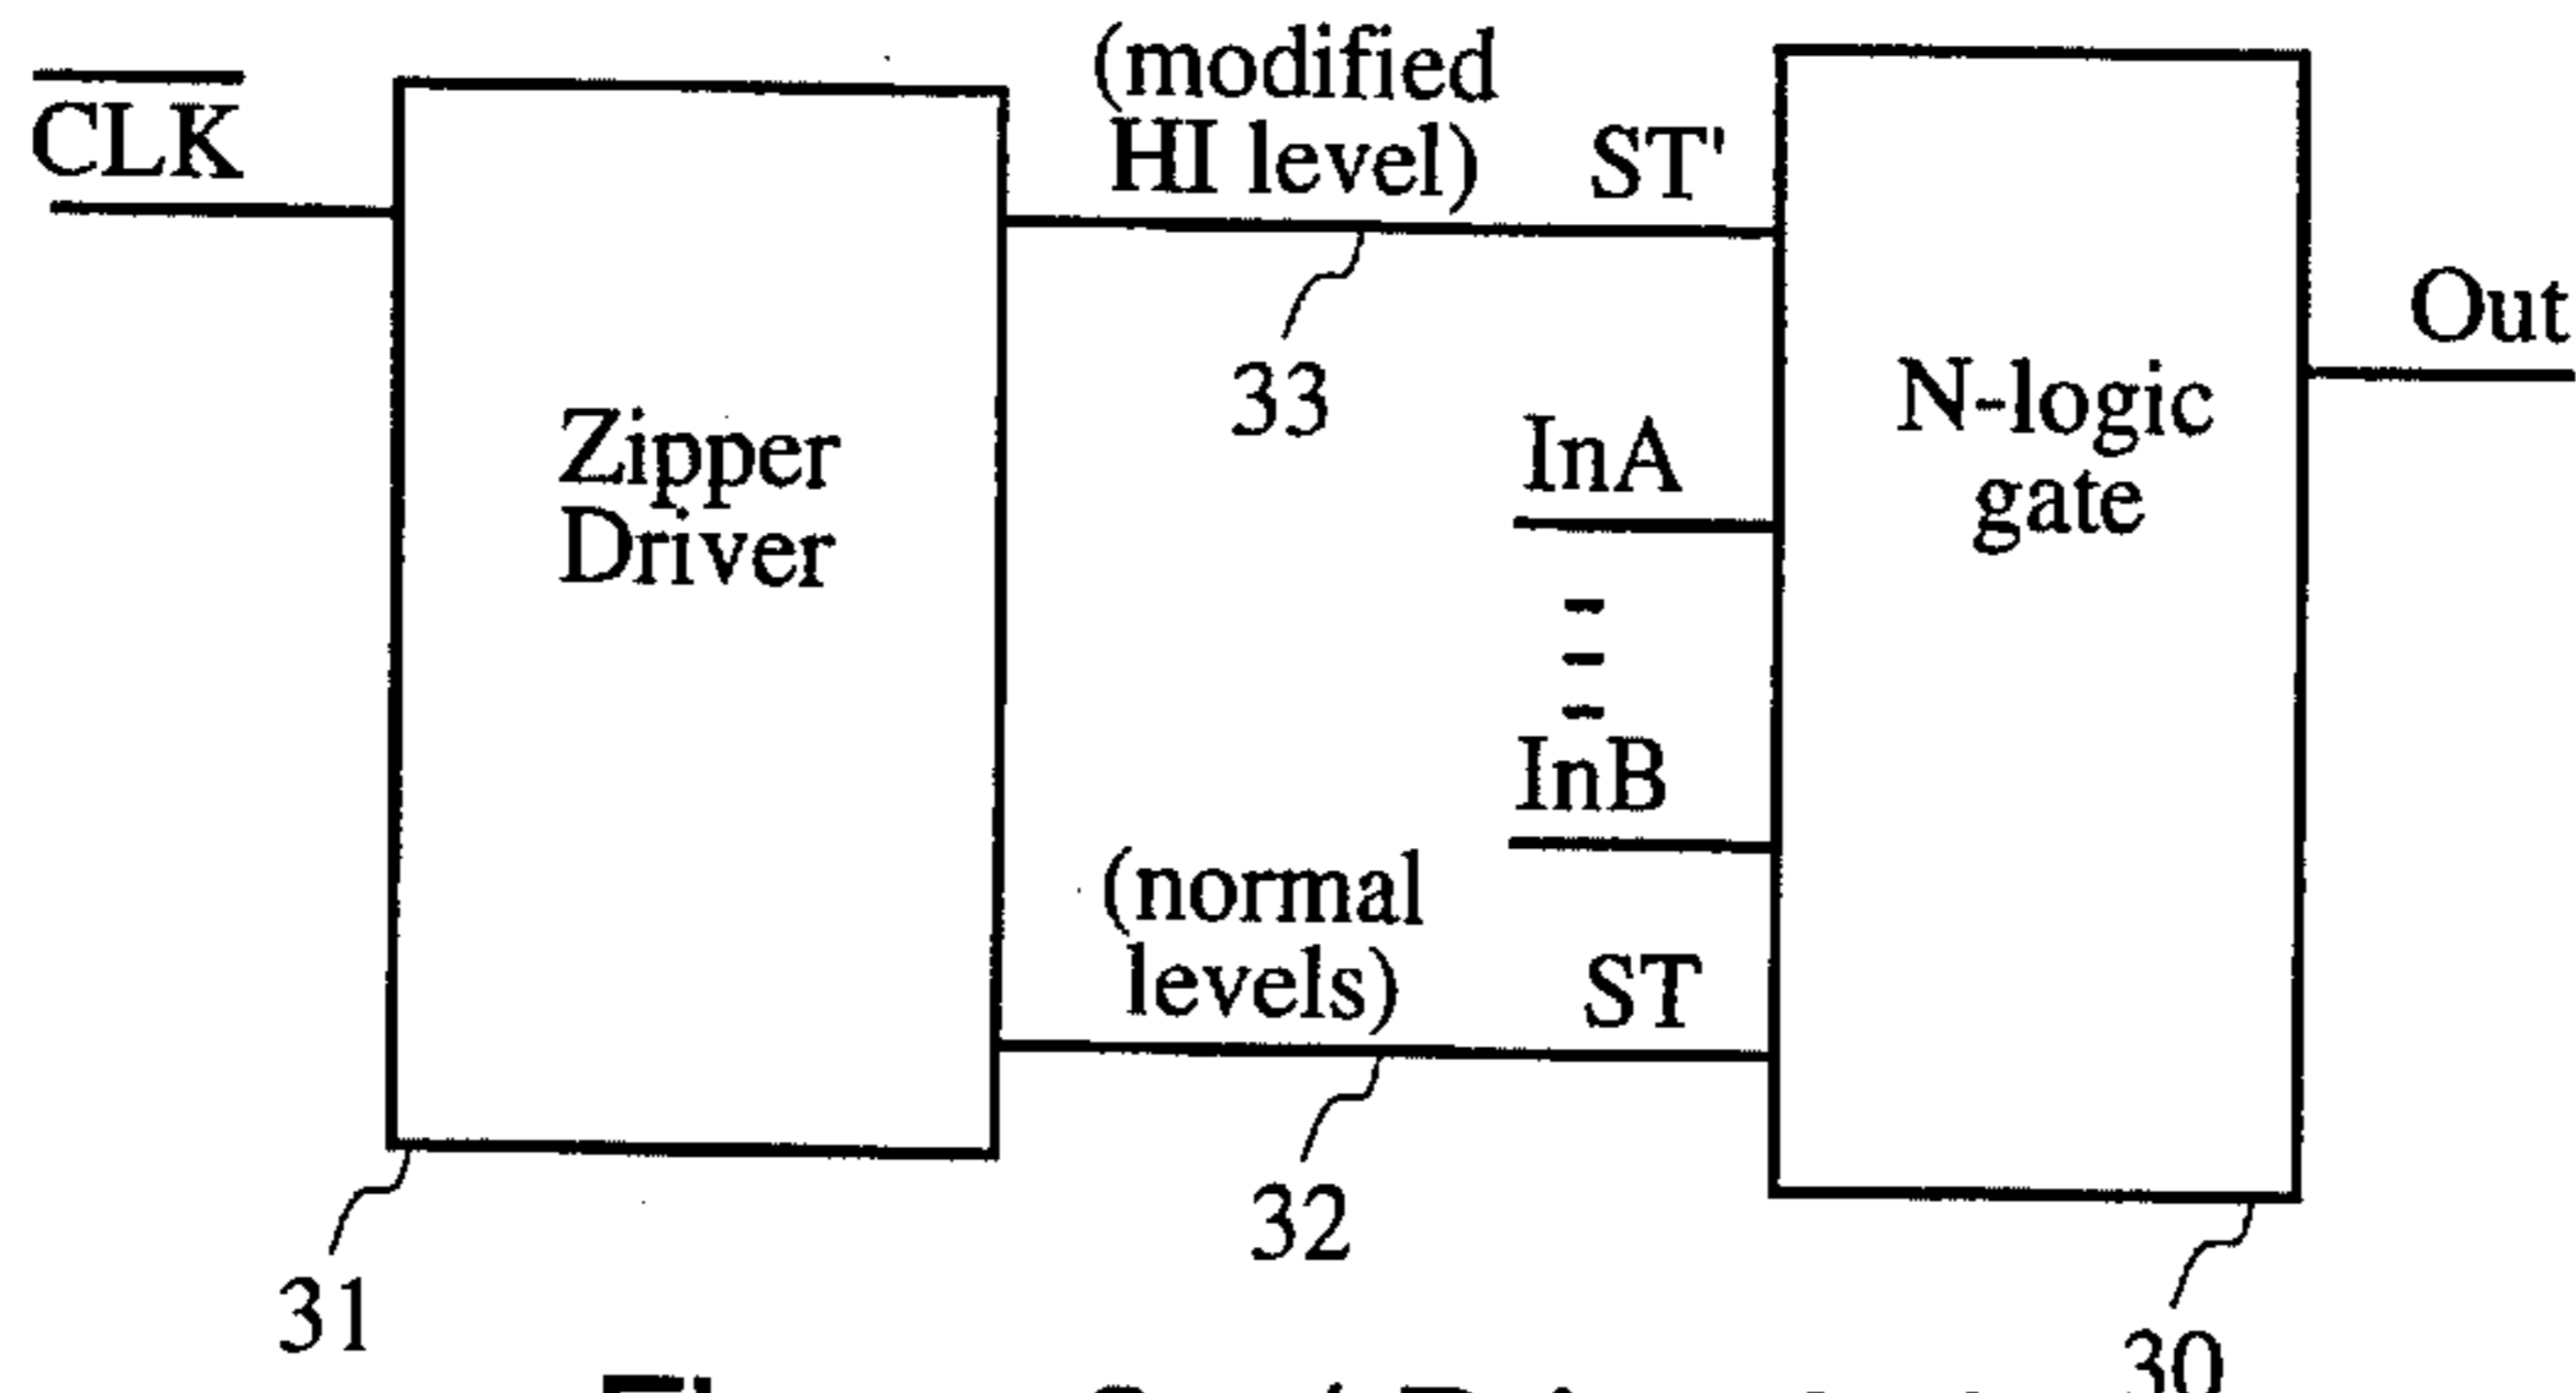 CLK
(modified
HI level)
ST'
33
Out
Zipper
Driver
N-logic
gate
InA
InB
(normal
levels)
ST
32
31
30